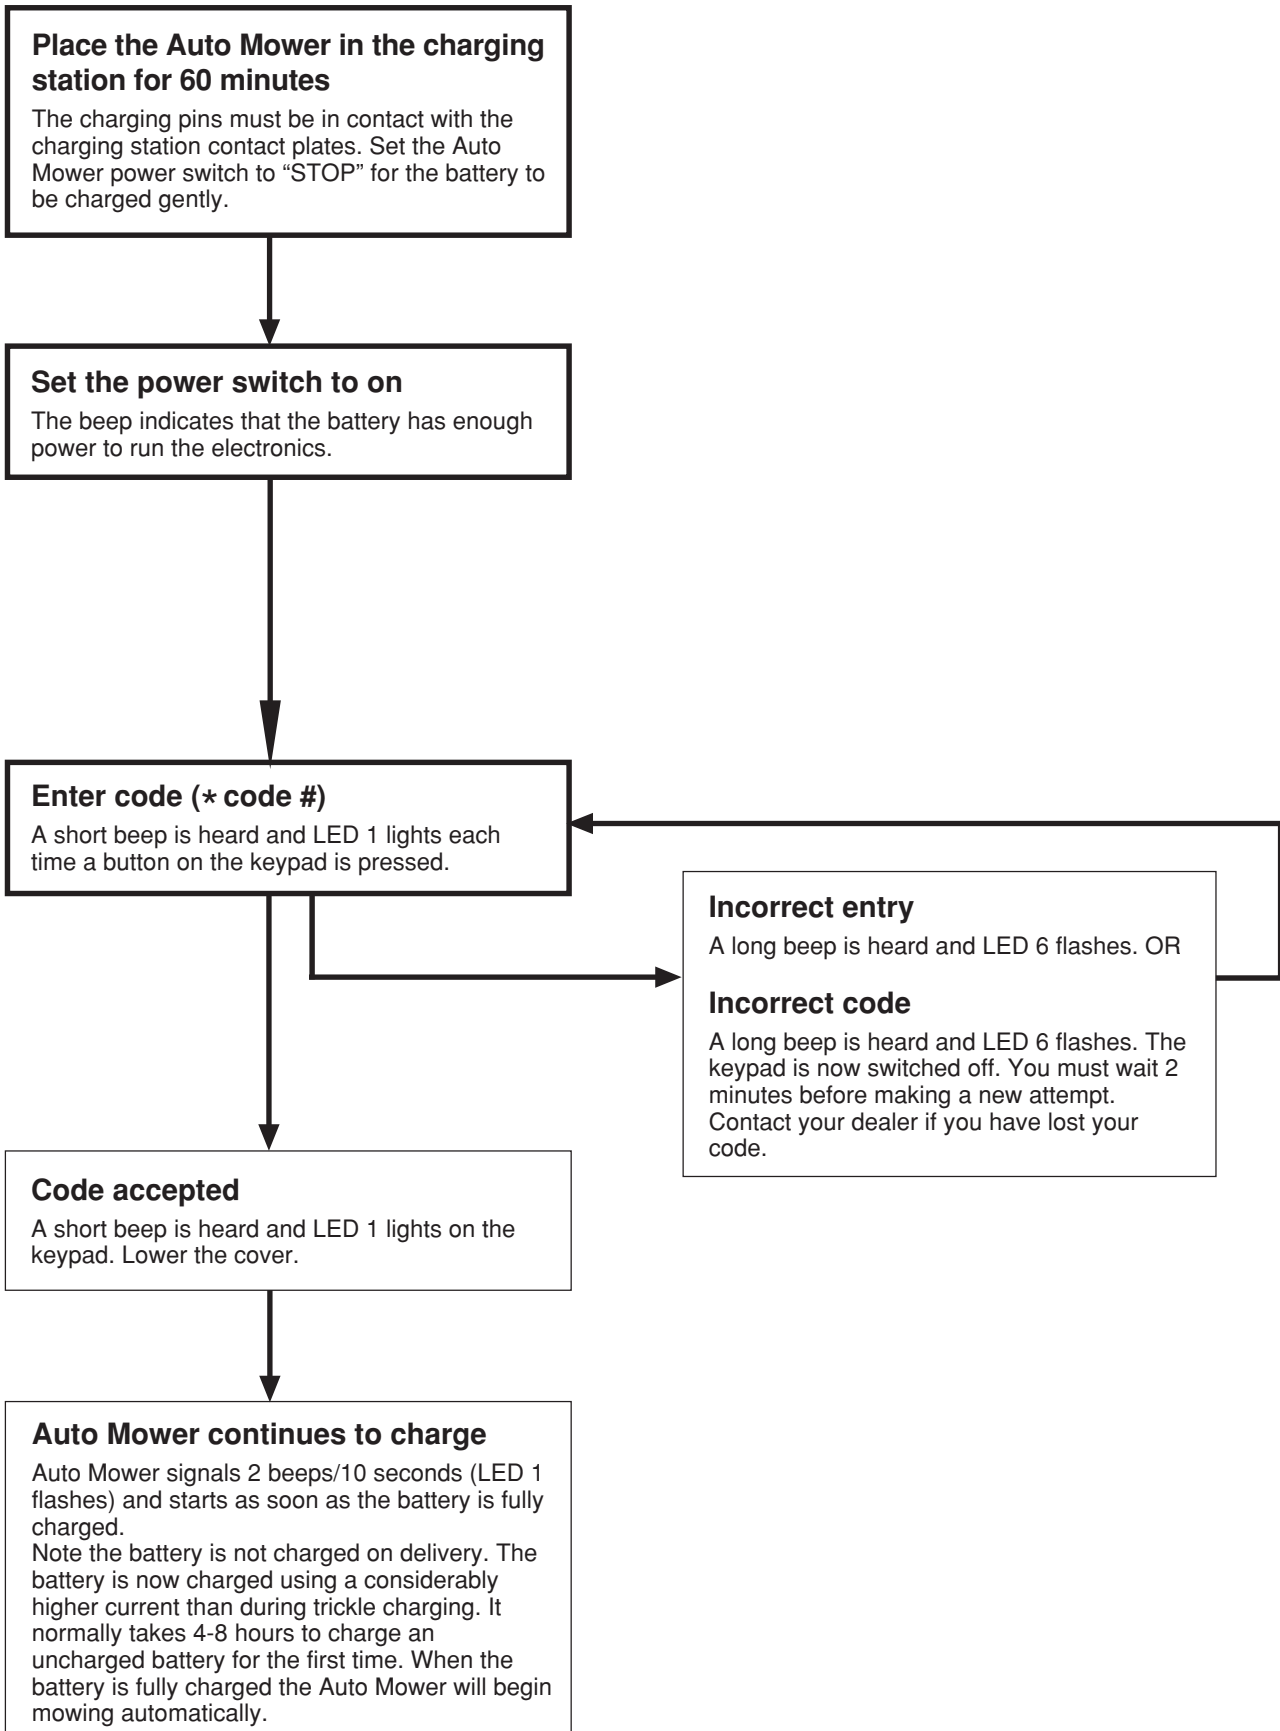 Place the Auto Mower in the charging
station for 60 minutes
The charging pins must be in contact with the
charging station contact plates. Set the Auto
Mower power switch to “STOP” for the battery to
be charged gently.
Set the power switch to on
The beep indicates that the battery has enough
power to run the electronics.
Enter code (* code #)
A short beep is heard and LED 1 lights each
time a button on the keypad is pressed.
Incorrect entry
A long beep is heard and LED 6 flashes. OR
Incorrect code
A long beep is heard and LED 6 flashes. The
keypad is now switched off. You must wait 2
minutes before making a new attempt.
Contact your dealer if you have lost your
code.
Code accepted
A short beep is heard and LED 1 lights on the
keypad. Lower the cover.
Auto Mower continues to charge
Auto Mower signals 2 beeps/10 seconds (LED 1
flashes) and starts as soon as the battery is fully
charged.
Note the battery is not charged on delivery. The
battery is now charged using a considerably
higher current than during trickle charging. It
normally takes 4-8 hours to charge an
uncharged battery for the first time. When the
battery is fully charged the Auto Mower will begin
mowing automatically.